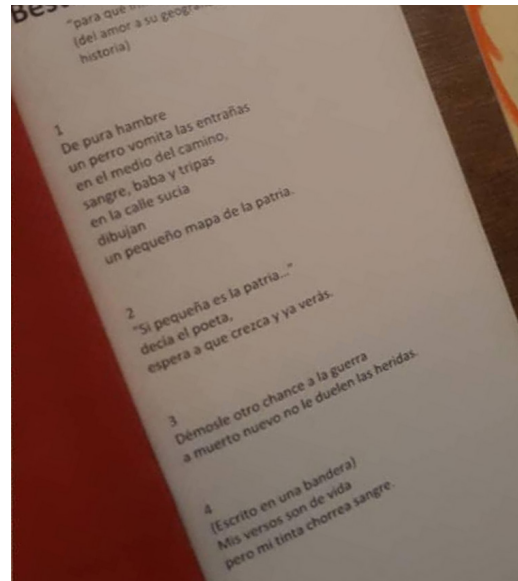 Best
"para que
(del amor a su geogra
historia)
1
De pura hambre
un perro vomita las entrañas
en el medio del camino,
sangre, baba y tripas
en la calle sucia
dibujan
un pequeño mapa de la patria.
2
"Si pequeña es la patria..."
decía el poeta,
espera a que crezca y ya verás.
3
Démosle otro chance a la guerra
a muerto nuevo no le duelen las heridas.
4
(Escrito en una bandera)
Mis versos son de vida
pero mi tinta chorrea sangre.